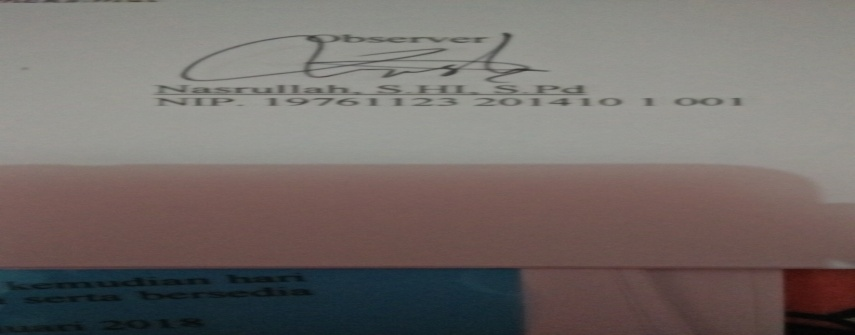 Observer
Nasrullah, S.HI, S.Pd
NIP. 19761123 201410 1 001
kemudian hari
serta bersedia
2018